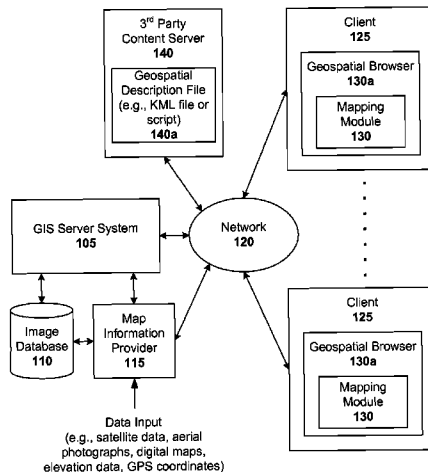 3rd Party
Content Server
140
Geospatial
Description File
(e.g., KML file or
script)
140a
Client
125
Geospatial Browser
130a
Mapping
Module
130
GIS Server System
105
Network
120
Image
Database
110
Map
Information
Provider
115
Client
125
Geospatial Browser
130a
Mapping
Module
130
Data Input
(e.g., satellite data, aerial
photographs, digital maps,
elevation data, GPS coordinates)